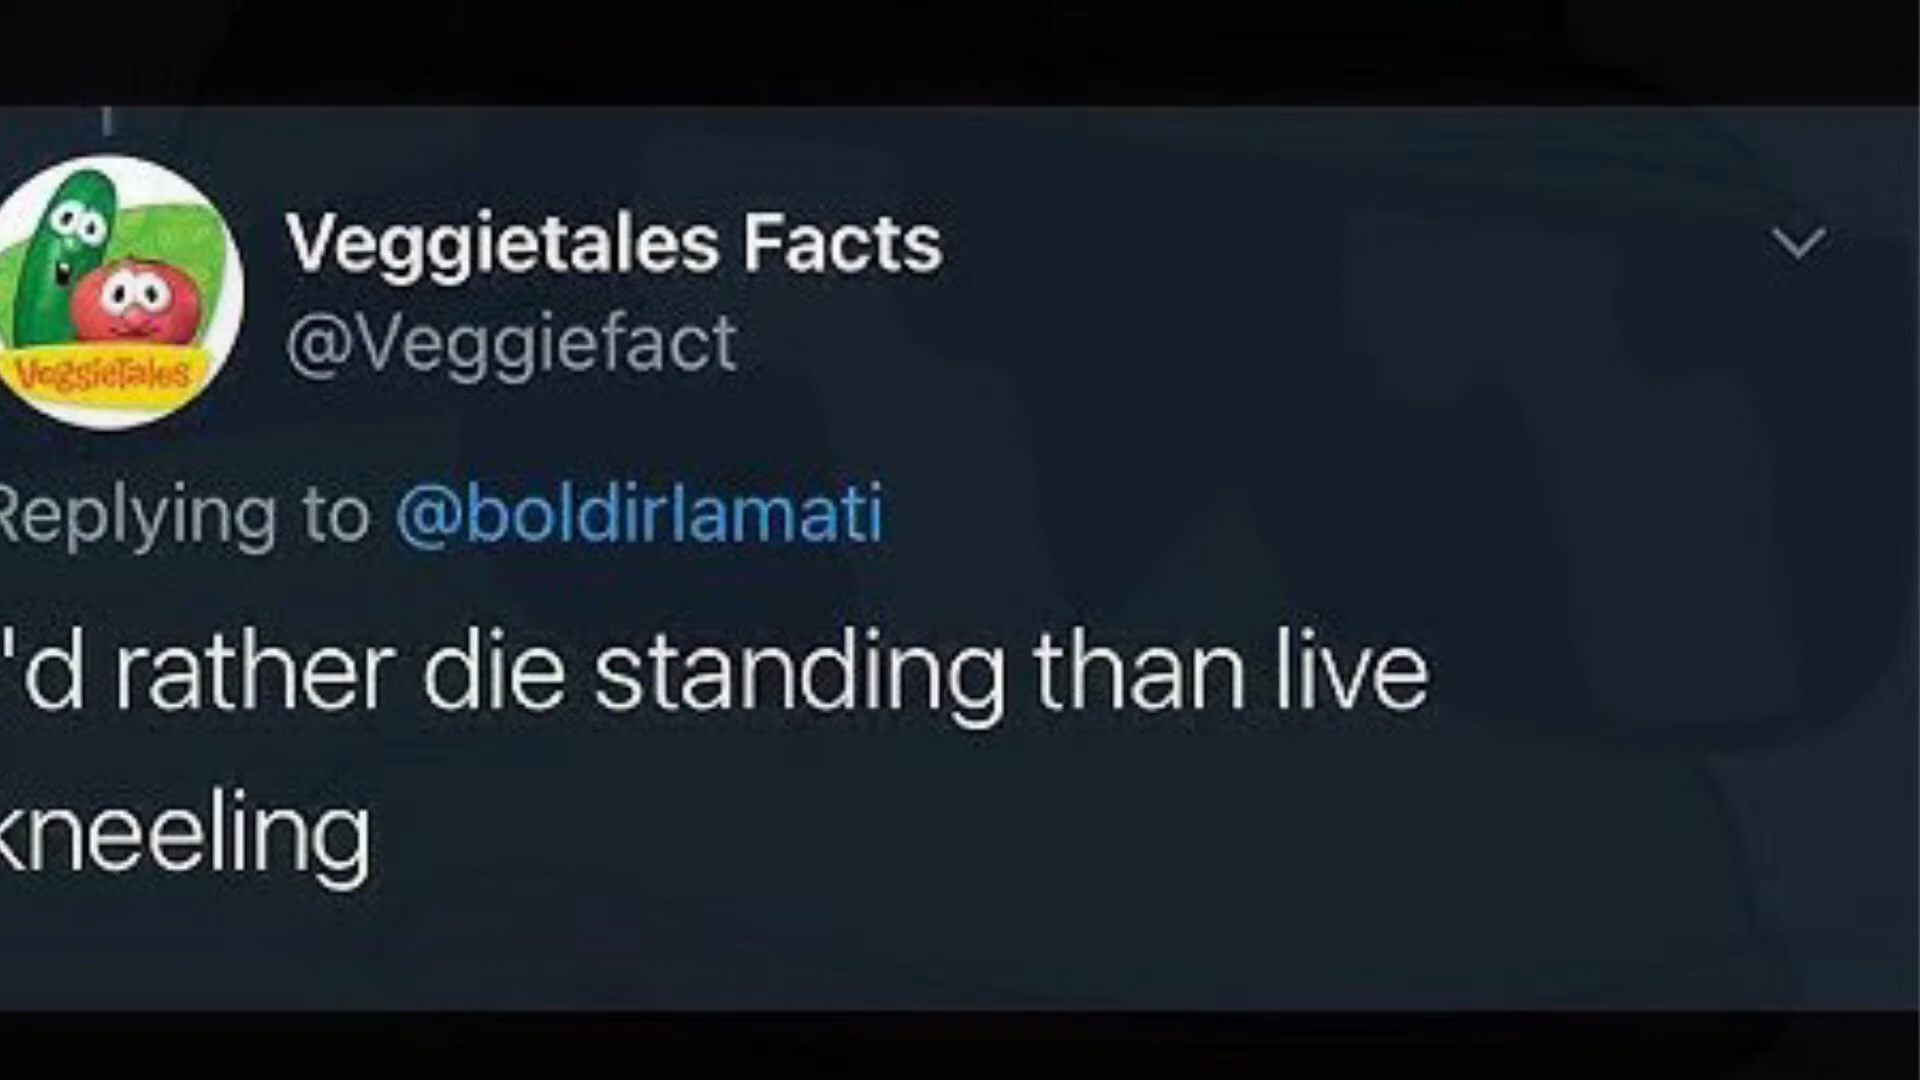 Veggietales Facts
@Veggiefact
VeggieTales
Replying to @boldirlamati
'd rather die standing than live
kneeling